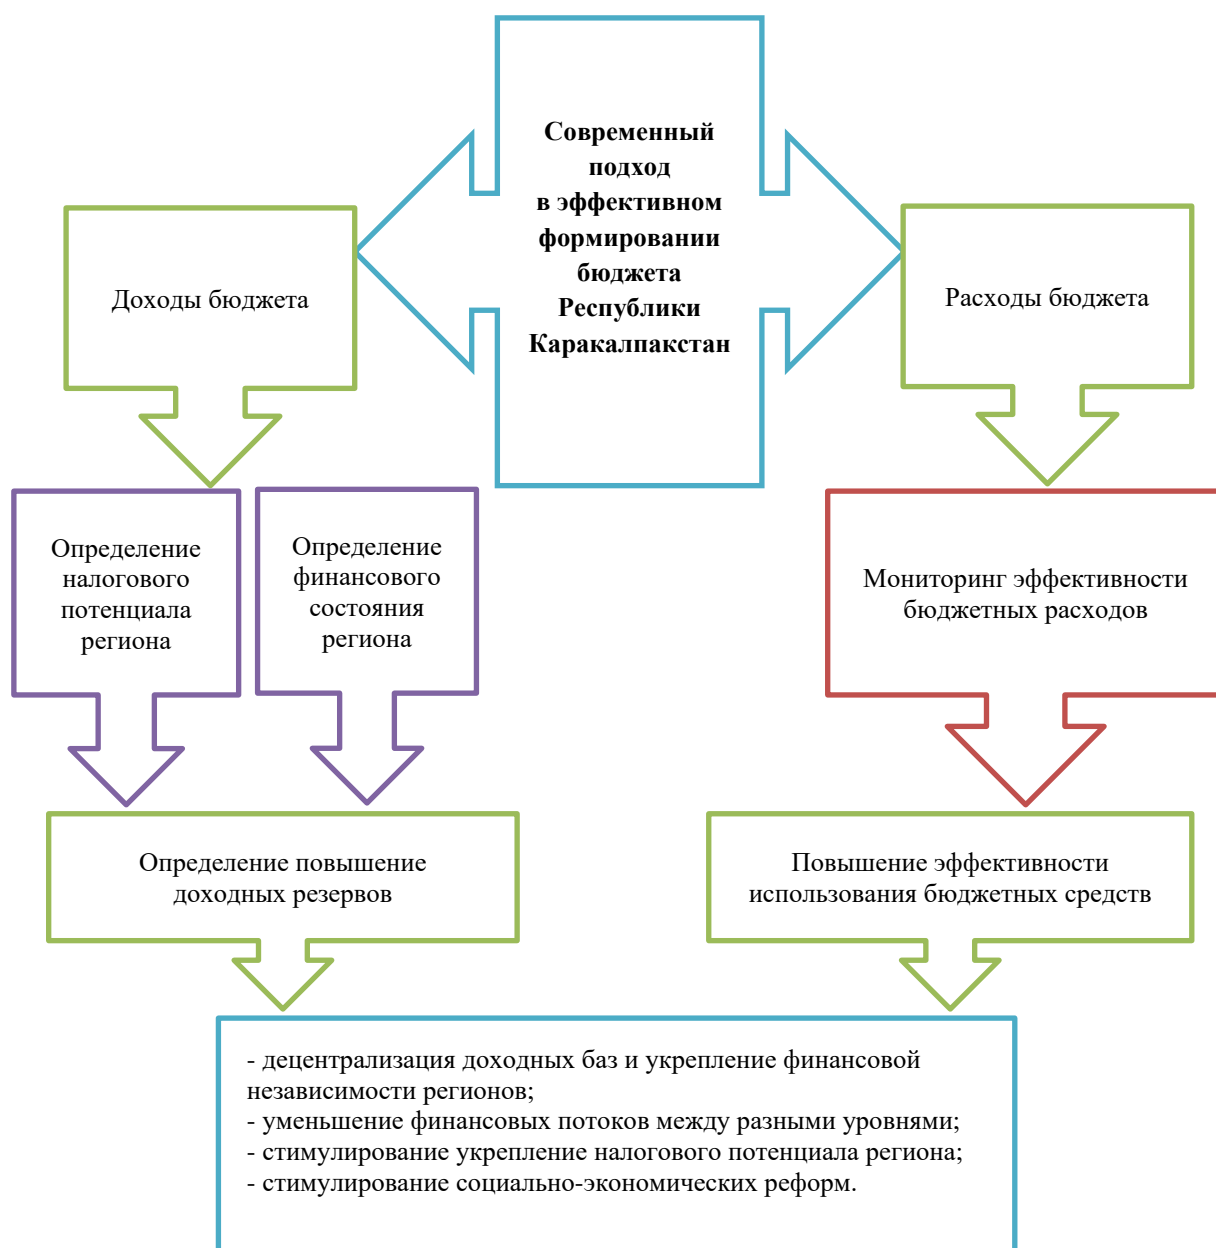 Современный
подход
в эффективном
формировании
бюджета
Республики
Каракалпакстан
Доходы бюджета
Расходы бюджета
Определение
налогового
потенциала
региона
Определение
финансового
состояния
региона
Мониторинг эффективности
бюджетных расходов
Определение повышение
доходных резервов
Повышение эффективности
использования бюджетных средств
- децентрализация доходных баз и укрепление финансовой
независимости регионов;
- уменьшение финансовых потоков между разными уровнями;
- стимулирование укрепление налогового потенциала региона;
- стимулирование социально-экономических реформ.